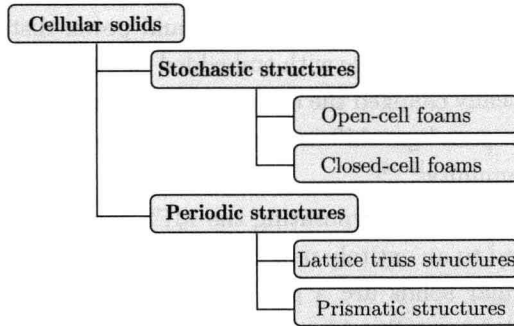 Cellular solids
Stochastic structures
Open-cell foams
Closed-cell foams
Periodic structures
Lattice truss structures
Prismatic structures